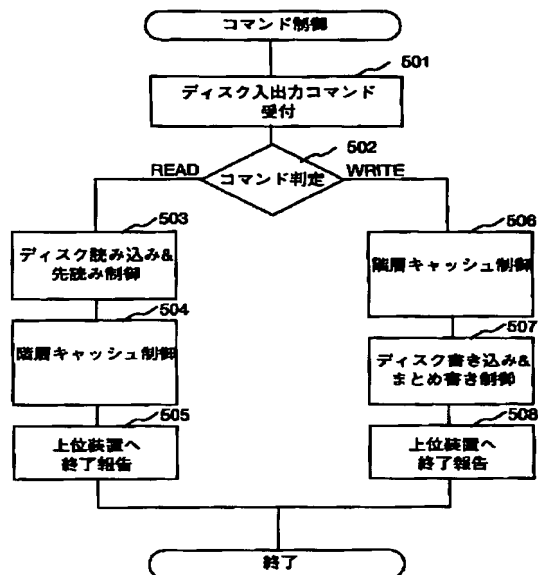 コマンド制御
501
ディスク入出力コマンド
受付
502
READ
コマンド判定
WRITE
503
ディスク読み込み&
先読み制御
504
階層キャッシュ制御
505
上位装置へ
終了報告
506
階層キャッシュ制御
507
ディスク書き込み&
まとめ書き制御
508
上位装置へ
終了報告
終了